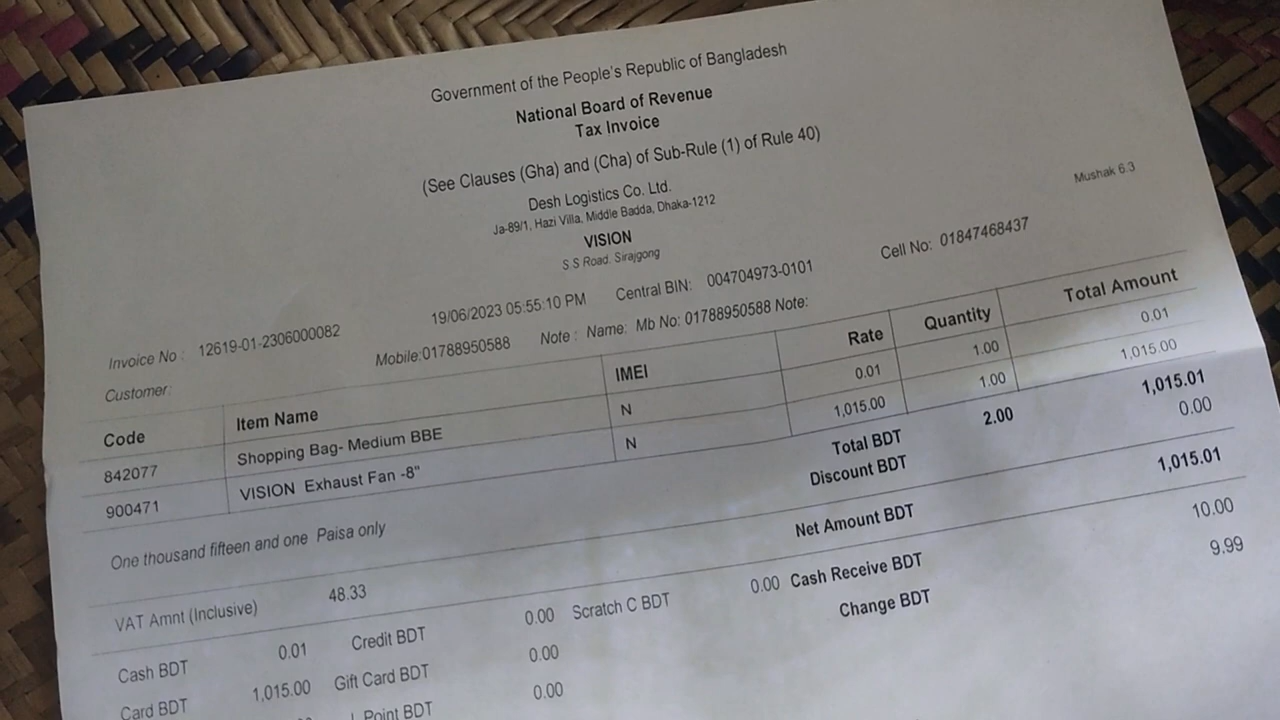 Government of the People's Republic of Bangladesh
National Board of Revenue
Tax Invoice
(See Clauses (Gha) and (Cha) of Sub-Rule (1) of Rule 40)
Desh Logistics Co. Ltd.
Mushak 6.3
Ja-89/1, Hazi Villa, Middle Badda, Dhaka-1212
VISION
S S Road. Sirajgong
Invoice No : 12619-01-2306000082 19/06/2023 05:55:10 PM Central BIN: 004704973-0101 Cell No: 01847468437
Customer: Mobile:01788950588 Note : Name: Mb No: 01788950588 Note:
Code Item Name IMEI Rate Quantity Total Amount
842077 Shopping Bag- Medium BBE N 0.01 1.00 0.01
900471 VISION Exhaust Fan -8" N 1,015.00 1.00 1,015.00
Total BDT 2.00 1,015.01
Discount BDT 0.00
One thousand fifteen and one Paisa only
Net Amount BDT 1,015.01
VAT Amnt (Inclusive) 48.33
Cash BDT 0.01 Credit BDT 0.00 Scratch C BDT 0.00 Cash Receive BDT 10.00
Card BDT 1,015.00 Gift Card BDT 0.00 Change BDT 9.99
Point BDT 0.00